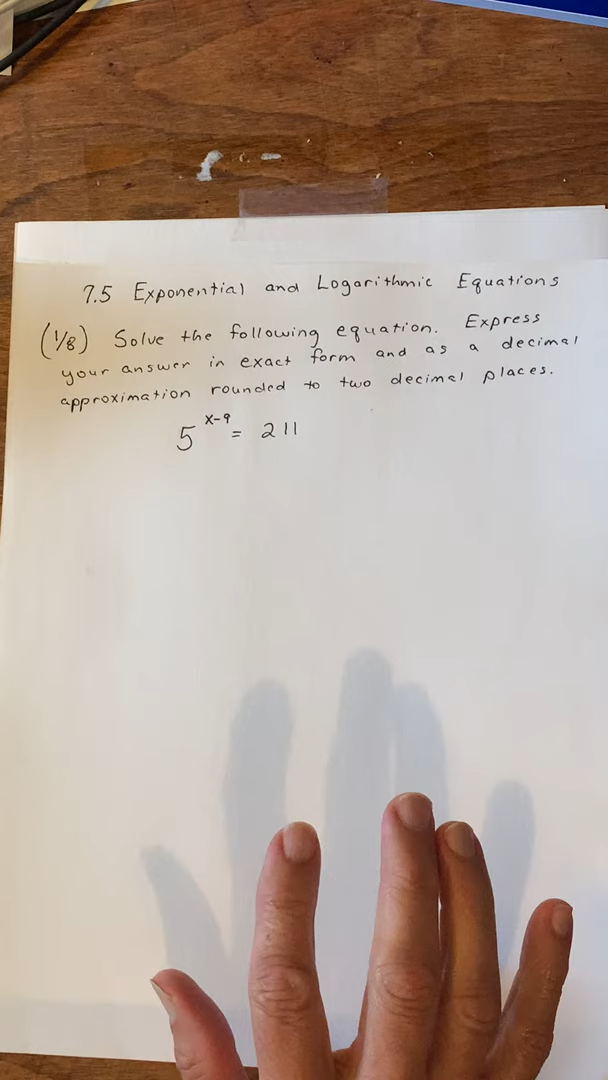 7.5 Exponential and Logarithmic Equations
(1/8) Solve the following equation. Express
your answer in exact form and as a decimal
approximation rounded to two decimal places.
5^(x-9) = 211